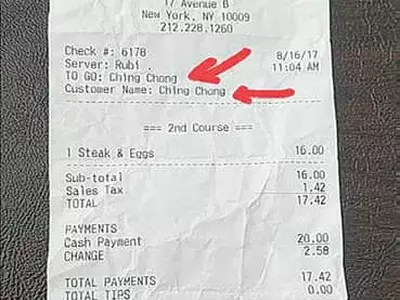 17 Avenue B
New York, NY 10009
212.228.1260
Check #: 6178 8/16/17
Server: Rubi . 11:04 AM
TO GO: Ching Chong
Customer Name: Ching Chong
=== 2nd Course ===
1 Steak & Eggs 16.00
Sub-total 16.00
Sales Tax 1.42
TOTAL 17.42
PAYMENTS
Cash Payment 20.00
CHANGE 2.58
TOTAL PAYMENTS 17.42
TOTAL TIPS 0.00